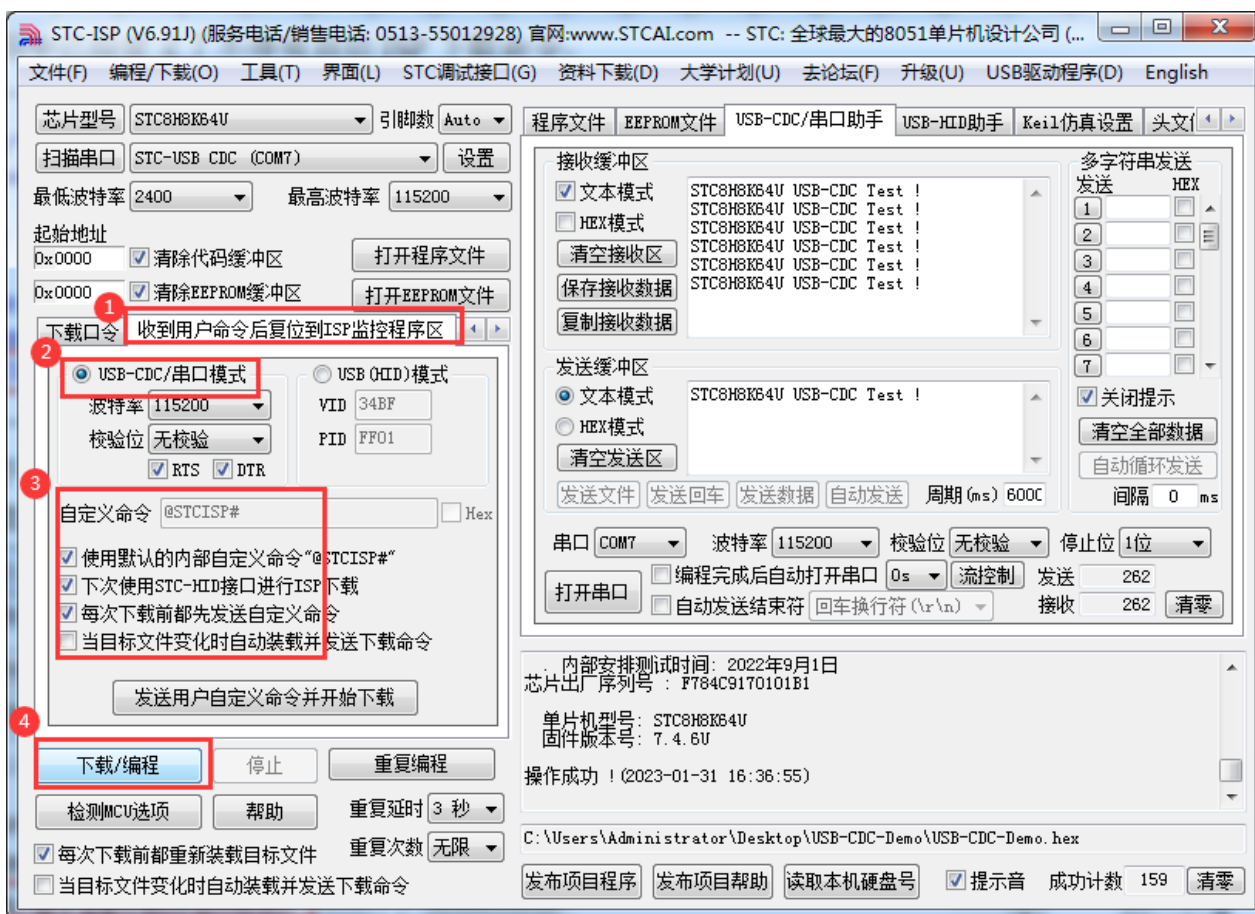 STC-ISP (V6.91J) (服务电话/销售电话: 0513-55012928) 官网:www.STCAI.com -- STC: 全球最大的8051单片机设计公司 (...
文件(F) 编程/下载(O) 工具(T) 界面(L) STC调试接口(G) 资料下载(D) 大学计划(U) 去论坛(F) 升级(U) USB驱动程序(D) English
芯片型号 STC8H8K64U 引脚数 Auto
扫描串口 STC-USB CDC (COM7) 设置
最低波特率 2400 最高波特率 115200
起始地址
0x0000 清除代码缓冲区 打开程序文件
0x0000 清除EEPROM缓冲区 打开EEPROM文件
1
下载口令 收到用户命令后复位到ISP监控程序区
2
USB-CDC/串口模式 USB(HID)模式
波特率 115200 VID 34BF
校验位 无校验 PID FF01
RTS DTR
3
自定义命令 @STCISP# Hex
使用默认的内部自定义命令"@STCISP#"
下次使用STC-HID接口进行ISP下载
每次下载前都先发送自定义命令
当目标文件变化时自动装载并发送下载命令
发送用户自定义命令并开始下载
4
下载/编程 停止 重复编程
检测MCU选项 帮助 重复延时 3 秒
每次下载前都重新装载目标文件 重复次数 无限
当目标文件变化时自动装载并发送下载命令
程序文件 EEPROM文件 USB-CDC/串口助手 USB-HID助手 Keil仿真设置 头文
接收缓冲区
文本模式
HEX模式
清空接收区
保存接收数据
复制接收数据
STC8H8K64U USB-CDC Test !
STC8H8K64U USB-CDC Test !
STC8H8K64U USB-CDC Test !
STC8H8K64U USB-CDC Test !
STC8H8K64U USB-CDC Test !
STC8H8K64U USB-CDC Test !
多字符串发送
发送 HEX
1
2
3
4
5
6
7
关闭提示
清空全部数据
自动循环发送
间隔 0 ms
发送缓冲区
文本模式 STC8H8K64U USB-CDC Test !
HEX模式
清空发送区
发送文件 发送回车 发送数据 自动发送 周期(ms) 6000
串口 COM7 波特率 115200 校验位 无校验 停止位 1位
打开串口 编程完成后自动打开串口 0s 流控制 发送 262
自动发送结束符 回车换行符(\r\n) 接收 262 清零
. 内部安排测试时间: 2022年9月1日
芯片出厂序列号 : F784C9170101B1
单片机型号: STC8H8K64U
固件版本号: 7.4.6U
操作成功 !(2023-01-31 16:36:55)
C:\Users\Administrator\Desktop\USB-CDC-Demo\USB-CDC-Demo.hex
发布项目程序 发布项目帮助 读取本机硬盘号 提示音 成功计数 159 清零